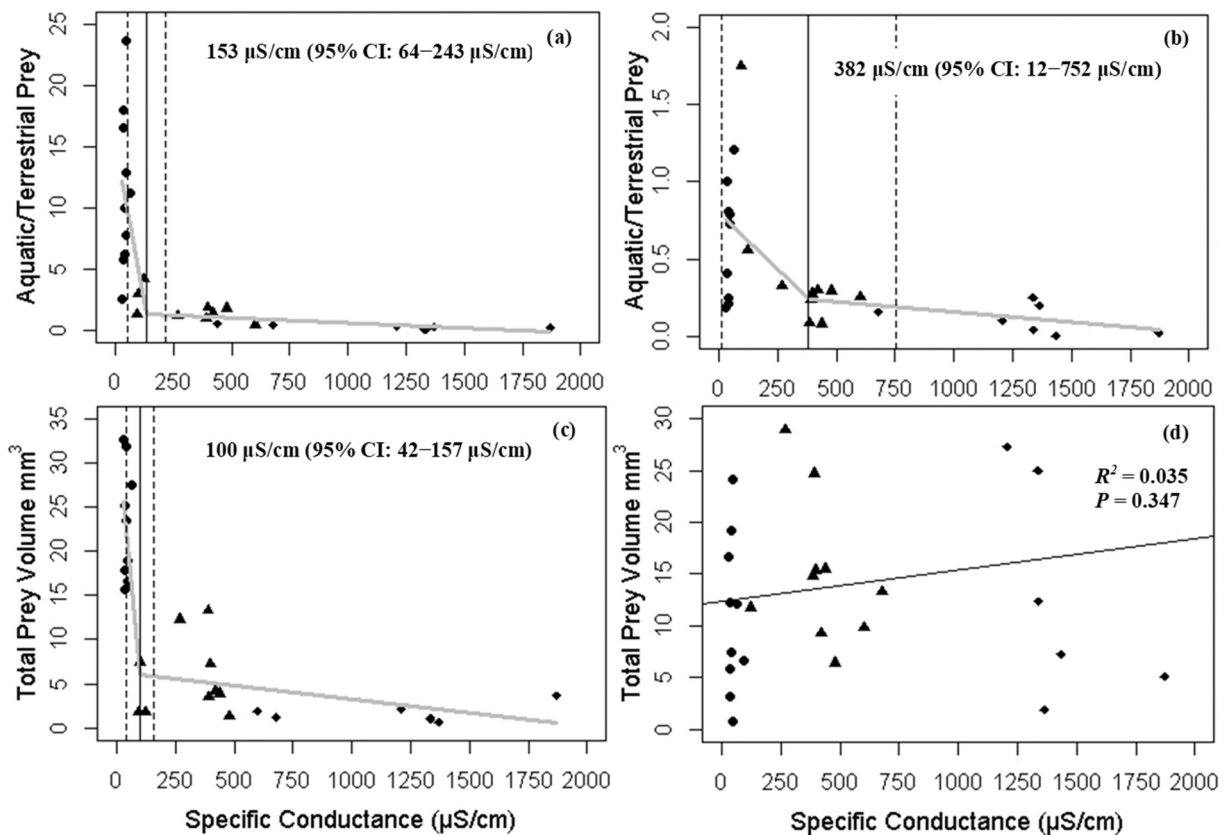 (a)
153 µS/cm (95% CI: 64–243 µS/cm)
Aquatic/Terrestrial Prey
25
20
15
10
5
0
0 250 500 750 1000 1250 1500 1750 2000
(b)
382 µS/cm (95% CI: 12–752 µS/cm)
Aquatic/Terrestrial Prey
2.0
1.5
1.0
0.5
0.0
0 250 500 750 1000 1250 1500 1750 2000
(c)
100 µS/cm (95% CI: 42–157 µS/cm)
Total Prey Volume mm³
35
30
25
20
15
10
5
0
0 250 500 750 1000 1250 1500 1750 2000
Specific Conductance (µS/cm)
(d)
R² = 0.035
P = 0.347
Total Prey Volume mm³
30
25
20
15
10
5
0
0 250 500 750 1000 1250 1500 1750 2000
Specific Conductance (µS/cm)